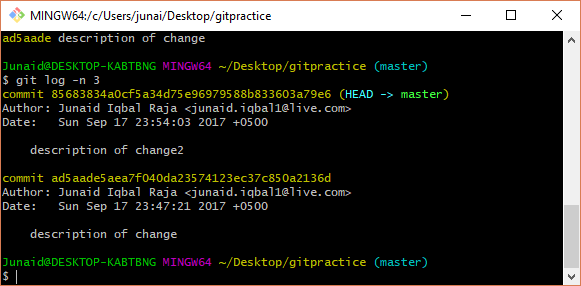 MINGW64:/c/Users/junai/Desktop/gitpractice
ad5aade description of change
Junaid@DESKTOP-KABTBNG MINGW64 ~/Desktop/gitpractice (master)
$ git log -n 3
commit 85683834a0cf5a34d75e96979588b833603a79e6 (HEAD -> master)
Author: Junaid Iqbal Raja <junaid.iqbal1@live.com>
Date:   Sun Sep 17 23:54:03 2017 +0500
    description of change2
commit ad5aade5aea7f040da23574123ec37c850a2136d
Author: Junaid Iqbal Raja <junaid.iqbal1@live.com>
Date:   Sun Sep 17 23:47:21 2017 +0500
    description of change
Junaid@DESKTOP-KABTBNG MINGW64 ~/Desktop/gitpractice (master)
$